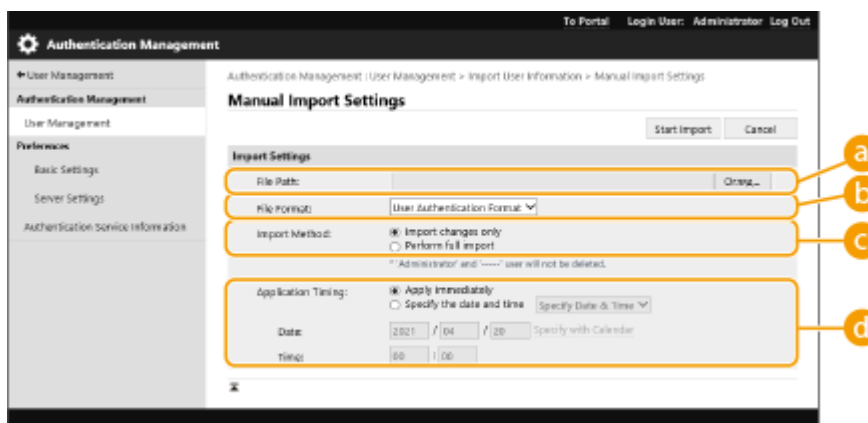 To Portal Login User: Administrator Log Out
Authentication Management
User Management
Authentication Management : User Management > Import User Information > Manual Import Settings
Authentication Management
User Management
Preferences
Basic Settings
Server Settings
Authentication Service Information
Manual Import Settings
Start Import Cancel
Import Settings
File Path:
File Format: User Authentication Format
Import Method: Import changes only
Perform full import
* 'Administrator' and '-----' user will not be deleted.
Application Timing: Apply immediately
Specify the date and time Specify Date & Time
Date: 2021 / 04 / 20 Specify with Calendar
Time: 00 : 00
a
b
c
d